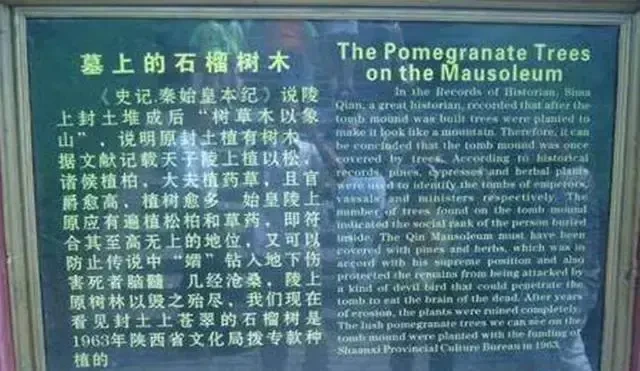 墓上的石榴树木
《史记.秦始皇本纪》说陵
上封土堆成后“树草木以象
山”，说明原封土植有树木。
据文献记载天子陵上植以松，
诸候植柏，大夫植药草，且官
爵愈高，植树愈多。始皇陵上
原应有遍植松柏和草药，即符
合其至高无上的地位，又可以
防止传说中“媦”钻入地下伤
害死者脑髓。几经沧桑，陵上
原树林以毁之殆尽，我们现在
看见封土上苍翠的石榴树是
1963年陕西省文化局拨专款种
植的
The Pomegranate Trees
on the Mausoleum
In the Records of Historian, Sima
Qian, a great historian, recorded that after the
tomb mound was built trees were planted to
make it look like a mountain. Therefore, it can
be concluded that the tomb mound was once
covered by trees. According to historical
records, pines, cypresses and herbal plants
were used to identify the tombs of emperors,
vassals and ministers respectively. The
number of trees found on the tomb mound
indicated the social rank of the person buried
inside. The Qin Mausoleum must have been
covered with pines and herbs, which was in
accord with his supreme position and also
protected the remains from being attacked by
a kind of devil bird that could penetrate the
tomb to eat the brain of the dead. After years
of erosion, the plants were ruined completely.
The lush pomegranate trees we can see on the
tomb mound were planted with the funding of
Shaanxi Provincial Culture Bureau in 1963.